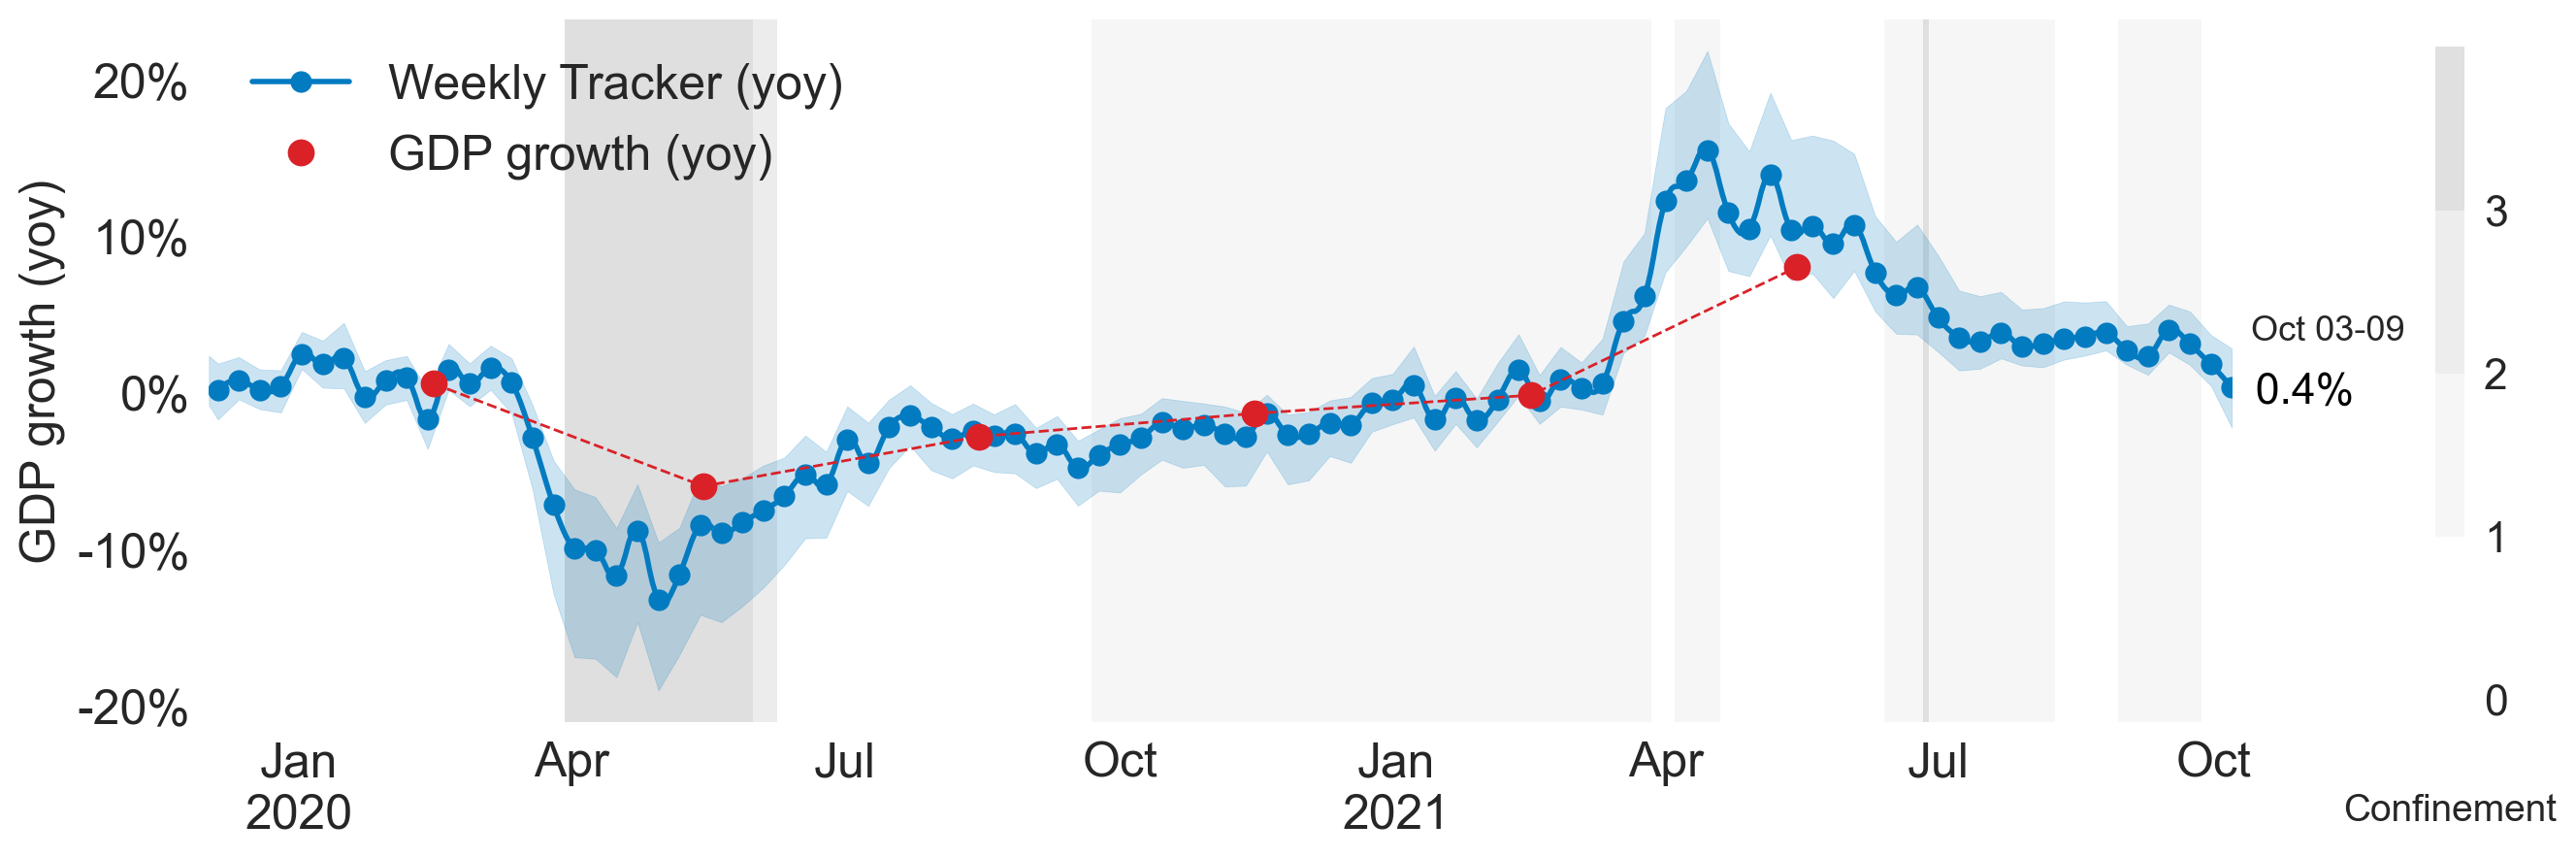 Weekly Tracker (yoy)
GDP growth (yoy)
GDP growth (yoy)
20%
10%
0%
-10%
-20%
Jan
2020
Apr
Jul
Oct
Jan
2021
Apr
Jul
Oct
Oct 03-09
0.4%
3
2
1
0
Confinement